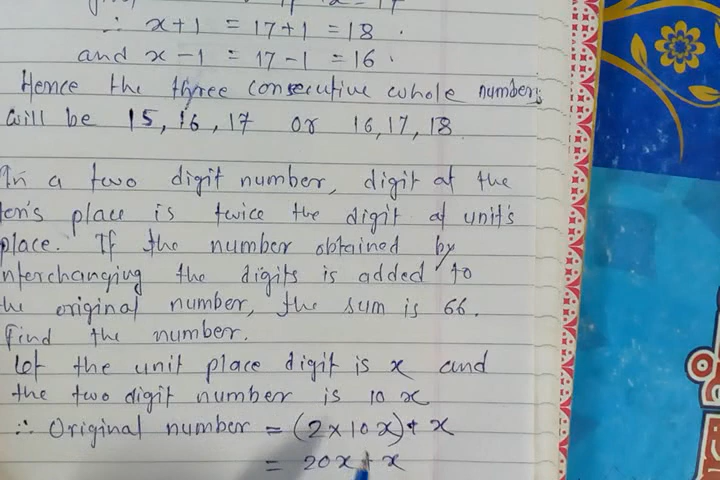 ∴ x+1 = 17+1 = 18 .
and x-1 = 17-1 = 16 .
Hence the three consecutive whole numbers
will be 15, 16, 17 or 16, 17, 18
In a two digit number, digit at the
ten's place is twice the digit at unit's
place. If the number obtained by
interchanging the digits is added to
the original number, the sum is 66.
Find the number.
Let the unit place digit is x and
the two digit number is 10 x
∴ Original number = (2×10x)+ x
= 20x + x